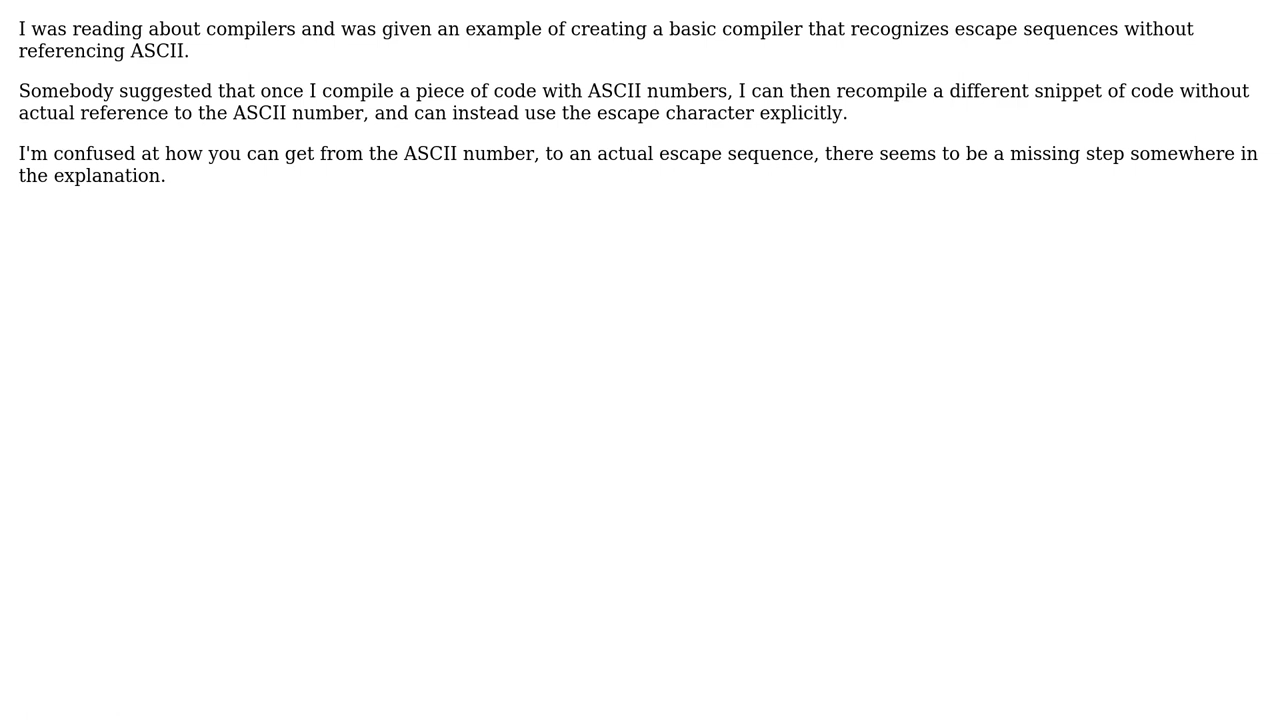 I was reading about compilers and was given an example of creating a basic compiler that recognizes escape sequences without
referencing ASCII.
Somebody suggested that once I compile a piece of code with ASCII numbers, I can then recompile a different snippet of code without
actual reference to the ASCII number, and can instead use the escape character explicitly.
I'm confused at how you can get from the ASCII number, to an actual escape sequence, there seems to be a missing step somewhere in
the explanation.